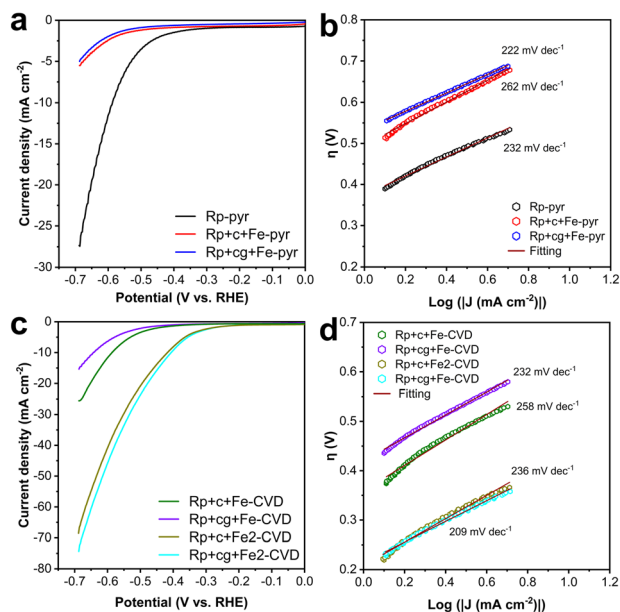 a
Current density (mA cm-2)
0
-5
-10
-15
-20
-25
-30
-0.7 -0.6 -0.5 -0.4 -0.3 -0.2 -0.1 0.0
Potential (V vs. RHE)
Rp-pyr
Rp+c+Fe-pyr
Rp+cg+Fe-pyr
b
η (V)
0.8
0.7
0.6
0.5
0.4
0.3
0.2
0.0 0.2 0.4 0.6 0.8 1.0 1.2
Log (|J (mA cm-2)|)
222 mV dec-1
262 mV dec-1
232 mV dec-1
Rp-pyr
Rp+c+Fe-pyr
Rp+cg+Fe-pyr
Fitting
c
Current density (mA cm-2)
0
-10
-20
-30
-40
-50
-60
-70
-80
-0.7 -0.6 -0.5 -0.4 -0.3 -0.2 -0.1 0.0
Potential (V vs. RHE)
Rp+c+Fe-CVD
Rp+cg+Fe-CVD
Rp+c+Fe2-CVD
Rp+cg+Fe2-CVD
d
η (V)
0.7
0.6
0.5
0.4
0.3
0.2
0.0 0.2 0.4 0.6 0.8 1.0 1.2
Log (|J (mA cm-2)|)
Rp+c+Fe-CVD
Rp+cg+Fe-CVD
Rp+c+Fe2-CVD
Rp+cg+Fe-CVD
Fitting
232 mV dec-1
258 mV dec-1
236 mV dec-1
209 mV dec-1